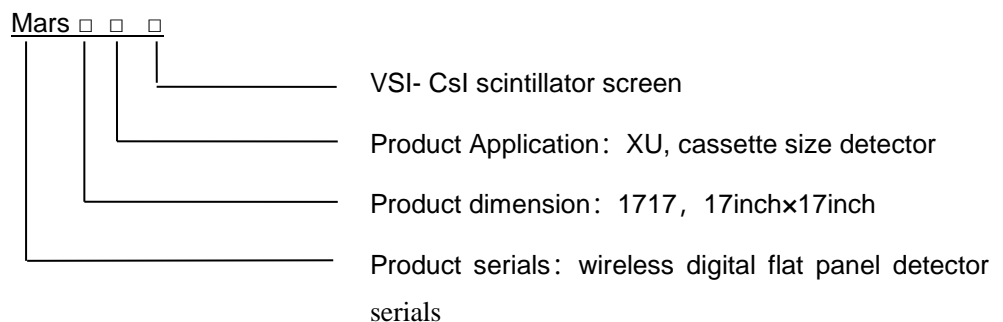 Mars □ □ □
VSI- CsI scintillator screen
Product Application：XU, cassette size detector
Product dimension：1717，17inch×17inch
Product serials：wireless digital flat panel detector
serials